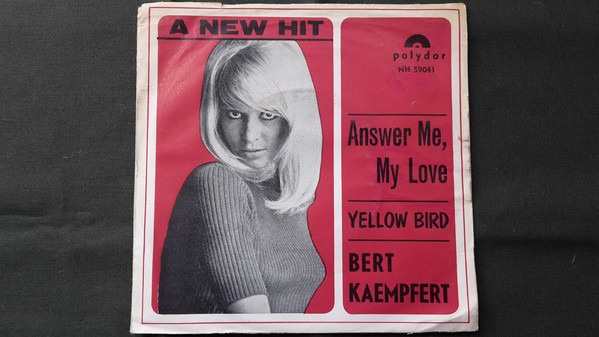 A NEW HIT
polydor
NH 59041
Answer Me,
My Love
YELLOW BIRD
BERT
KAEMPFERT